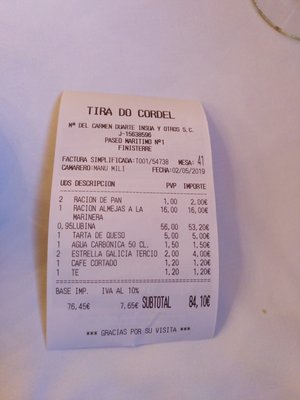 TIRA DO CORDEL
Mª DEL CARMEN DUARTE INSUA Y OTROS S.C.
J-15638596
PASEO MARITIMO Nº1
FINISTERRE
FACTURA SIMPLIFICADA:T001/54738 MESA: 41
CAMARERO:MANU MILI FECHA:02/05/2019
UDS DESCRIPCION PVP IMPORTE
2 RACION DE PAN 1,00 2,00€
1 RACION ALMEJAS A LA 16,00 16,00€
MARINERA
0,95LUBINA 56,00 53,20€
1 TARTA DE QUESO 5,00 5,00€
1 AGUA CARBONICA 50 CL. 1,50 1,50€
2 ESTRELLA GALICIA TERCIO 2,00 4,00€
1 CAFE CORTADO 1,20 1,20€
1 TE 1,20 1,20€
BASE IMP. IVA AL 10%
76,45€ 7,65€ SUBTOTAL 84,10€
*** GRACIAS POR SU VISITA ***